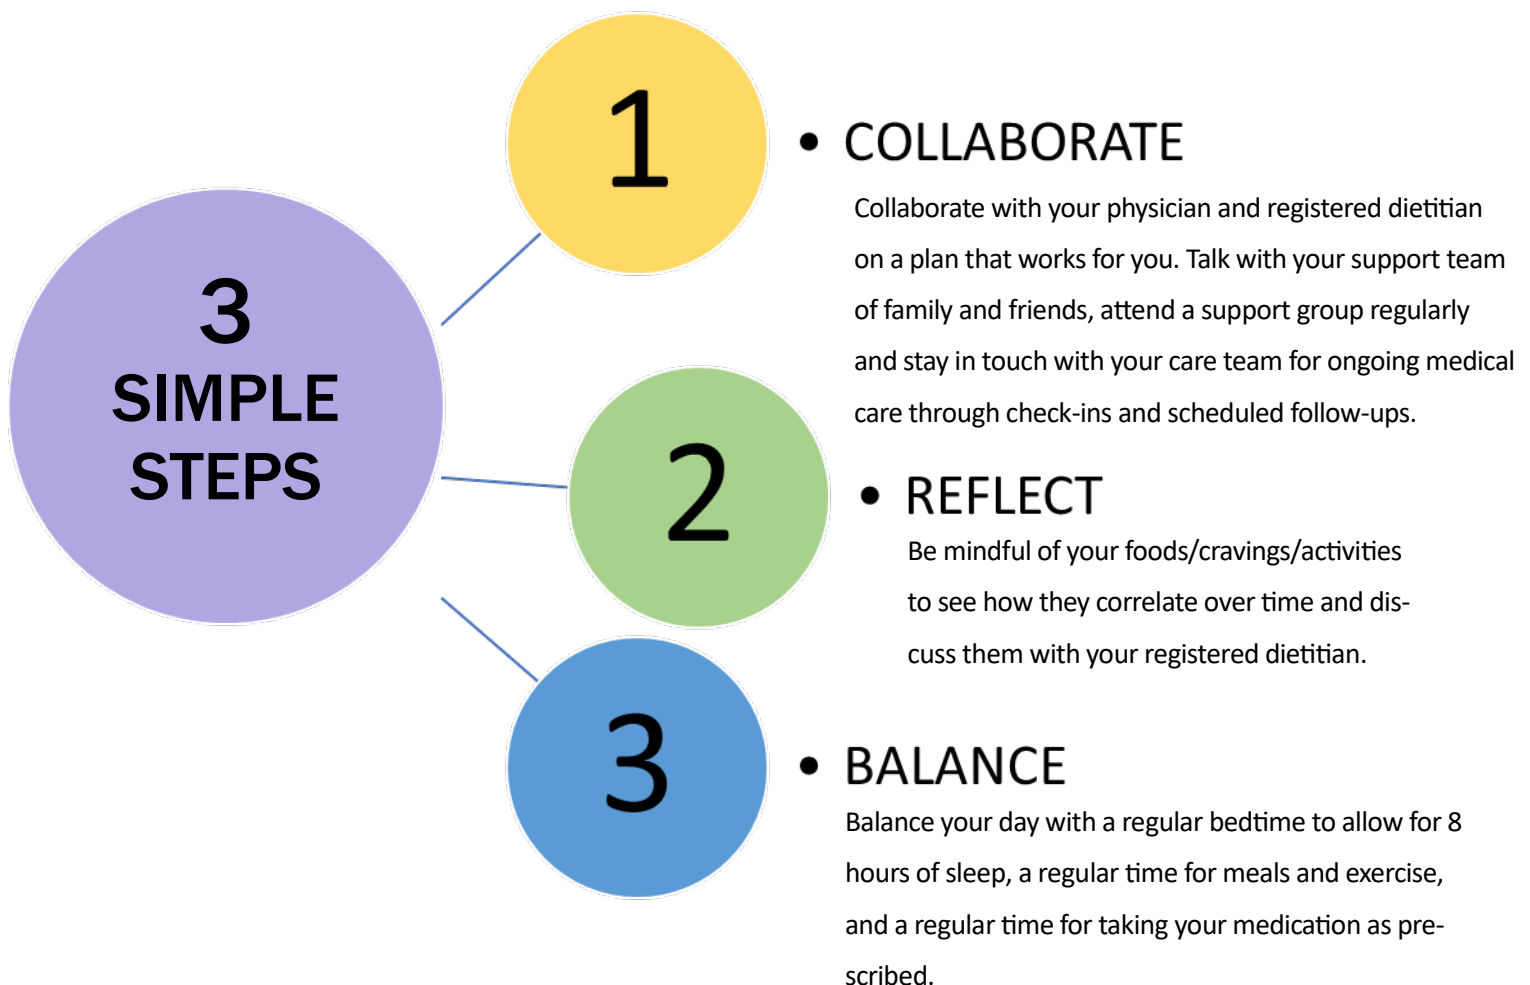 3
SIMPLE
STEPS
1
• COLLABORATE
Collaborate with your physician and registered dietitian
on a plan that works for you. Talk with your support team
of family and friends, attend a support group regularly
and stay in touch with your care team for ongoing medical
care through check-ins and scheduled follow-ups.
2
• REFLECT
Be mindful of your foods/cravings/activities
to see how they correlate over time and dis-
cuss them with your registered dietitian.
3
• BALANCE
Balance your day with a regular bedtime to allow for 8
hours of sleep, a regular time for meals and exercise,
and a regular time for taking your medication as pre-
scribed.